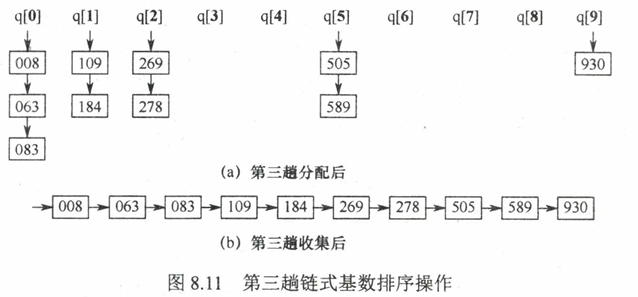 q[0] q[1] q[2] q[3] q[4] q[5] q[6] q[7] q[8] q[9]
008 109 269 505 930
063 184 278 589
083
(a) 第三趟分配后
008 063 083 109 184 269 278 505 589 930
(b) 第三趟收集后
图 8.11 第三趟链式基数排序操作